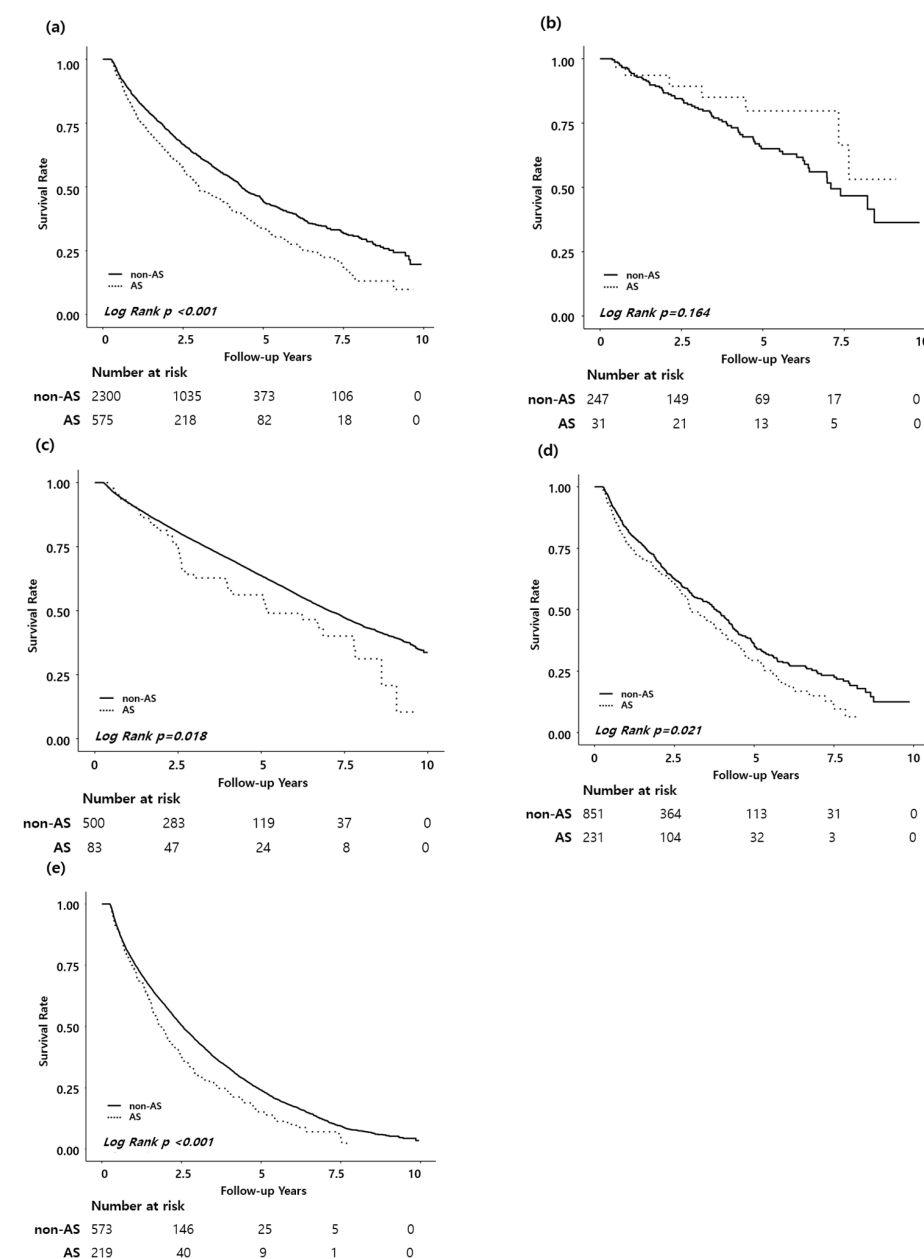 (a)
1.00
0.75
0.50
0.25
0.00
Survival Rate
non-AS
AS
Log Rank p <0.001
0 2.5 5 7.5 10
Follow-up Years
Number at risk
non-AS 2300 1035 373 106 0
AS 575 218 82 18 0
(b)
1.00
0.75
0.50
0.25
0.00
Survival Rate
non-AS
AS
Log Rank p=0.164
0 2.5 5 7.5
Follow-up Years
Number at risk
non-AS 247 149 69 17 0
AS 31 21 13 5 0
(c)
1.00
0.75
0.50
0.25
0.00
Survival Rate
non-AS
AS
Log Rank p=0.018
0 2.5 5 7.5 10
Follow-up Years
Number at risk
non-AS 500 283 119 37 0
AS 83 47 24 8 0
(d)
1.00
0.75
0.50
0.25
0.00
Survival Rate
non-AS
AS
Log Rank p=0.021
0 2.5 5 7.5 10
Follow-up Years
Number at risk
non-AS 851 364 113 31 0
AS 231 104 32 3 0
(e)
1.00
0.75
0.50
0.25
0.00
Survival Rate
non-AS
AS
Log Rank p <0.001
0 2.5 5 7.5 10
Follow-up Years
Number at risk
non-AS 573 146 25 5 0
AS 219 40 9 1 0